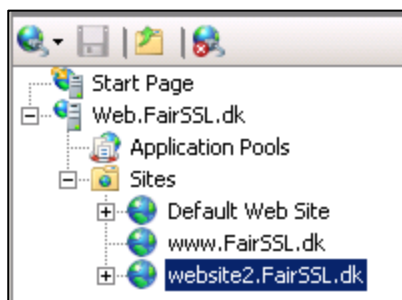 Start Page
Web.FairSSL.dk
Application Pools
Sites
Default Web Site
www.FairSSL.dk
website2.FairSSL.dk